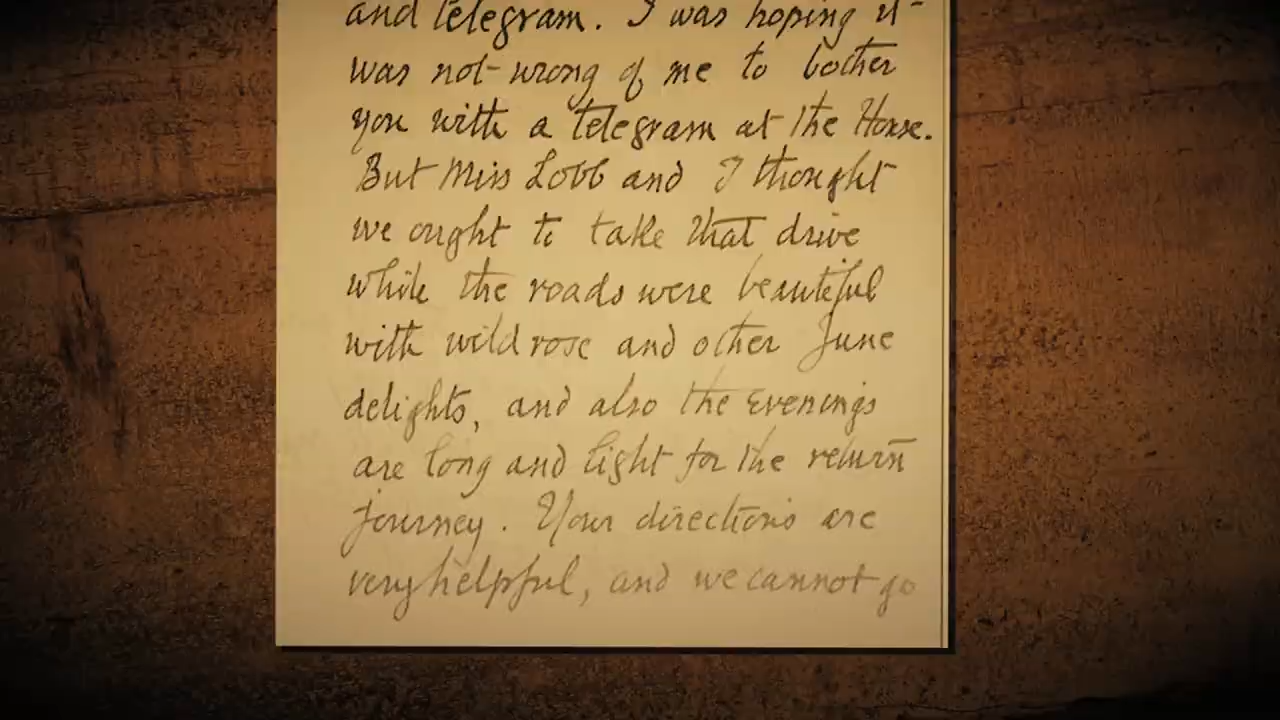 and telegram. I was hoping it
was not wrong of me to bother
you with a telegram at the House.
But Miss Lobb and I thought
we ought to take that drive
while the roads were beautiful
with wild rose and other June
delights, and also the evenings
are long and light for the return
journey. Your directions are
very helpful, and we cannot go